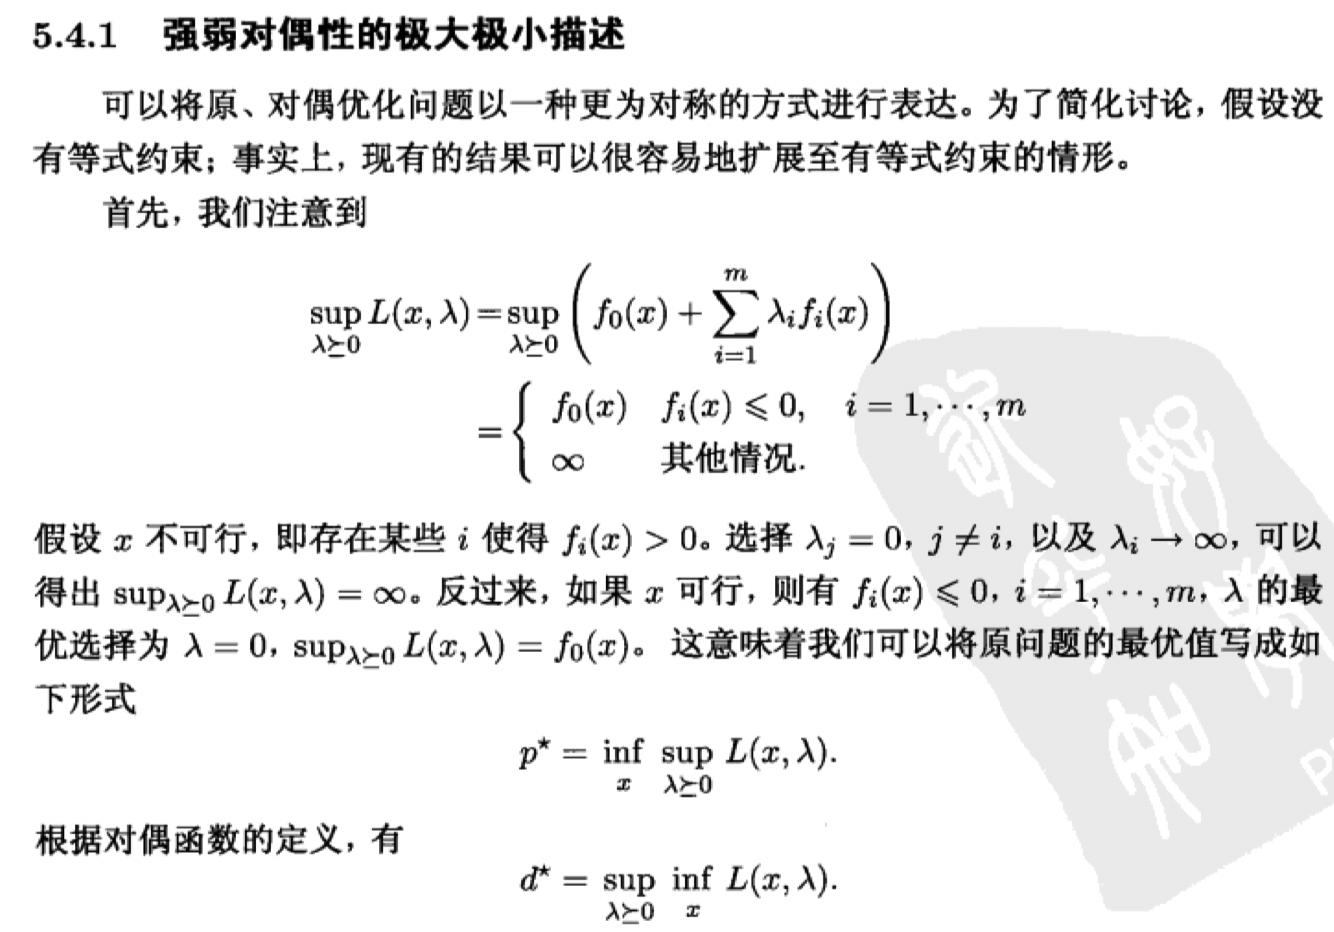 5.4.1 强弱对偶性的极大极小描述
可以将原、对偶优化问题以一种更为对称的方式进行表达。为了简化讨论，假设没
有等式约束；事实上，现有的结果可以很容易地扩展至有等式约束的情形。
首先，我们注意到
$\sup_{\lambda \succeq 0} L(x, \lambda) = \sup_{\lambda \succeq 0} \left( f_0(x) + \sum_{i=1}^{m} \lambda_i f_i(x) \right)$
$= \begin{cases} f_0(x) & f_i(x) \leqslant 0, \quad i = 1, \cdots, m \\ \infty & \text{其他情况.} \end{cases}$
假设 $x$ 不可行，即存在某些 $i$ 使得 $f_i(x) > 0$。选择 $\lambda_j = 0$，$j \neq i$，以及 $\lambda_i \to \infty$，可以
得出 $\sup_{\lambda \succeq 0} L(x, \lambda) = \infty$。反过来，如果 $x$ 可行，则有 $f_i(x) \leqslant 0$，$i = 1, \cdots, m$，$\lambda$ 的最
优选择为 $\lambda = 0$，$\sup_{\lambda \succeq 0} L(x, \lambda) = f_0(x)$。 这意味着我们可以将原问题的最优值写成如
下形式
$p^\star = \inf_{x} \sup_{\lambda \succeq 0} L(x, \lambda).$
根据对偶函数的定义，有
$d^\star = \sup_{\lambda \succeq 0} \inf_{x} L(x, \lambda).$